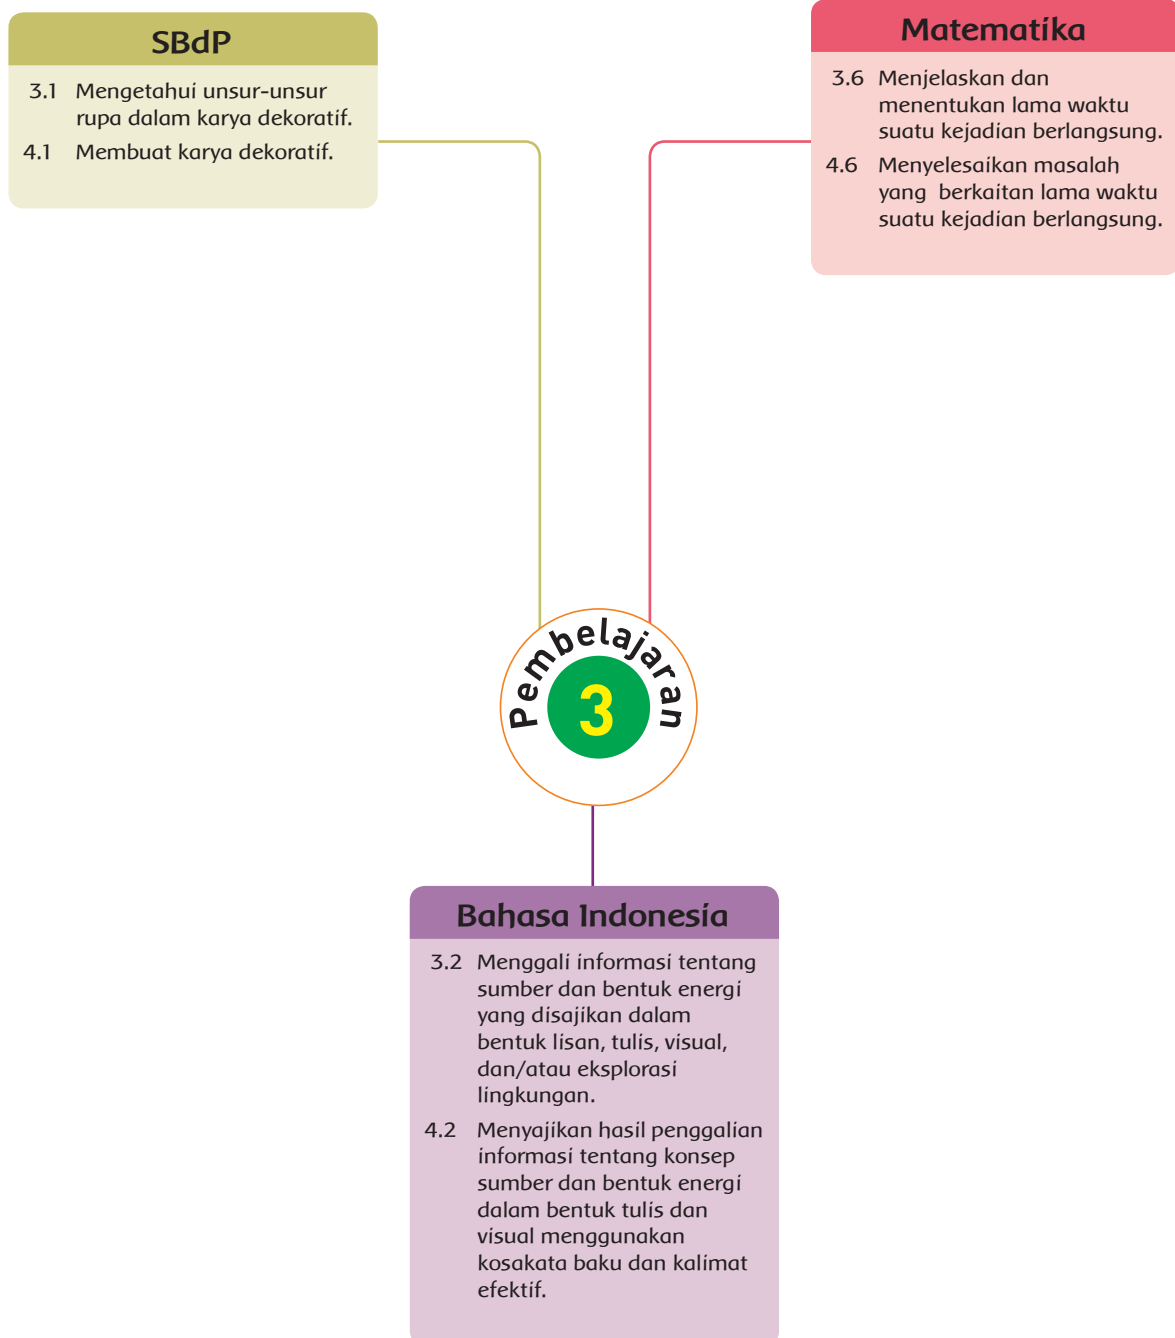 SBdP
3.1 Mengetahui unsur-unsur
rupa dalam karya dekoratif.
4.1 Membuat karya dekoratif.
Matematika
3.6 Menjelaskan dan
menentukan lama waktu
suatu kejadian berlangsung.
4.6 Menyelesaikan masalah
yang berkaitan lama waktu
suatu kejadian berlangsung.
Pembelajaran
3
Bahasa Indonesia
3.2 Menggali informasi tentang
sumber dan bentuk energi
yang disajikan dalam
bentuk lisan, tulis, visual,
dan/atau eksplorasi
lingkungan.
4.2 Menyajikan hasil penggalian
informasi tentang konsep
sumber dan bentuk energi
dalam bentuk tulis dan
visual menggunakan
kosakata baku dan kalimat
efektif.